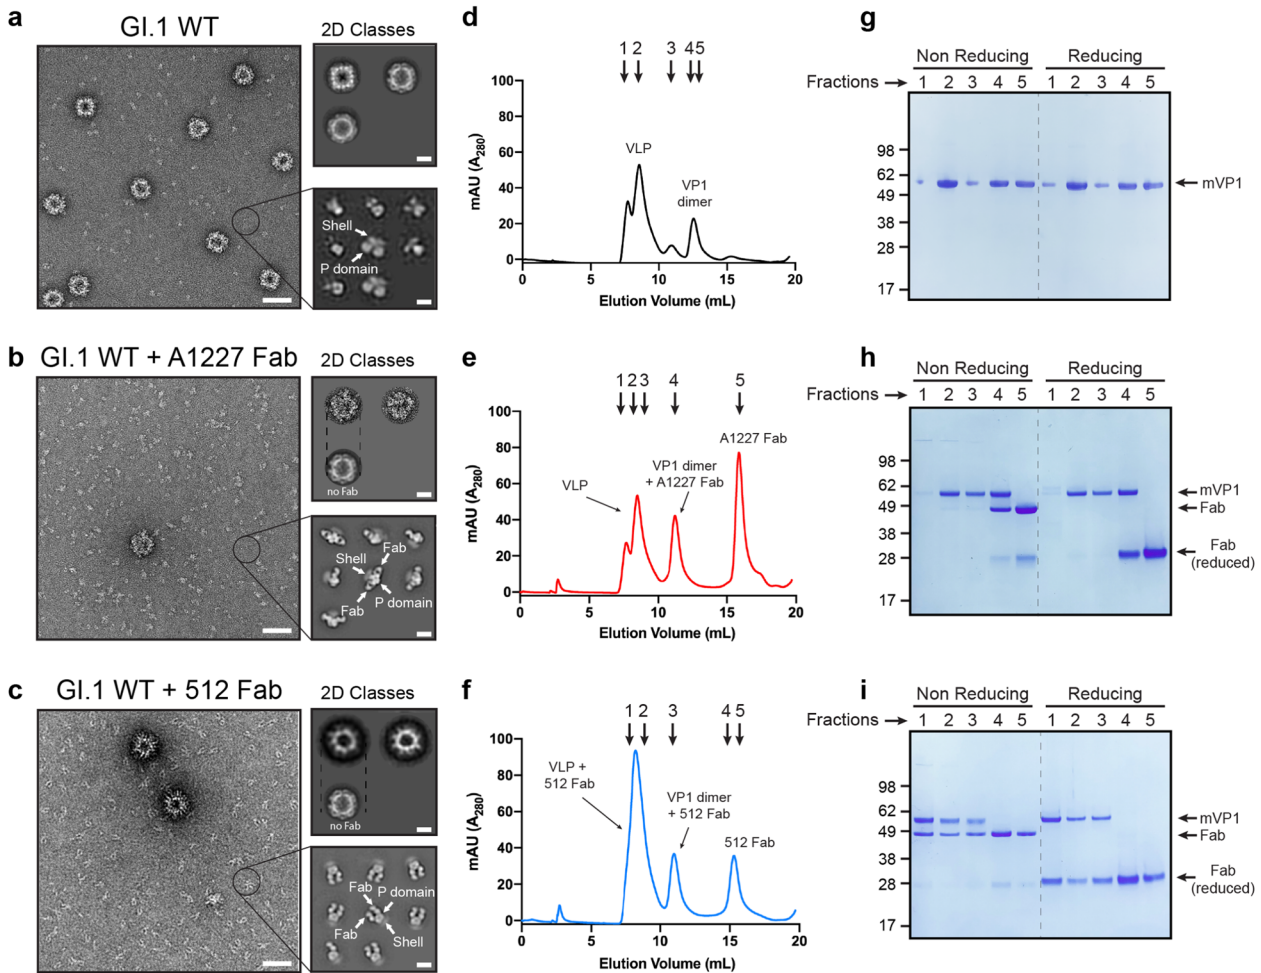 a
GI.1 WT
2D Classes
Shell
P domain
d
1 2 3 45
100
80
60
40
20
0
mAU (A280)
VLP
VP1
dimer
0 5 10 15 20
Elution Volume (mL)
g
Non Reducing Reducing
Fractions
1 2 3 4 5 1 2 3 4 5
98
62
49
38
28
17
mVP1
b
GI.1 WT + A1227 Fab
2D Classes
no Fab
Shell
Fab
Fab
P domain
e
1 2 3 4 5
100
80
60
40
20
0
mAU (A280)
VLP
VP1 dimer
+ A1227 Fab
A1227 Fab
0 5 10 15 20
Elution Volume (mL)
h
Non Reducing Reducing
Fractions
1 2 3 4 5 1 2 3 4 5
98
62
49
38
28
17
mVP1
Fab
Fab
(reduced)
c
GI.1 WT + 512 Fab
2D Classes
no Fab
Fab
P domain
Fab
Shell
f
1 2 3 4 5
100
80
60
40
20
0
mAU (A280)
VLP +
512 Fab
VP1 dimer
+ 512 Fab
512 Fab
0 5 10 15 20
Elution Volume (mL)
i
Non Reducing Reducing
Fractions
1 2 3 4 5 1 2 3 4 5
98
62
49
38
28
17
mVP1
Fab
Fab
(reduced)